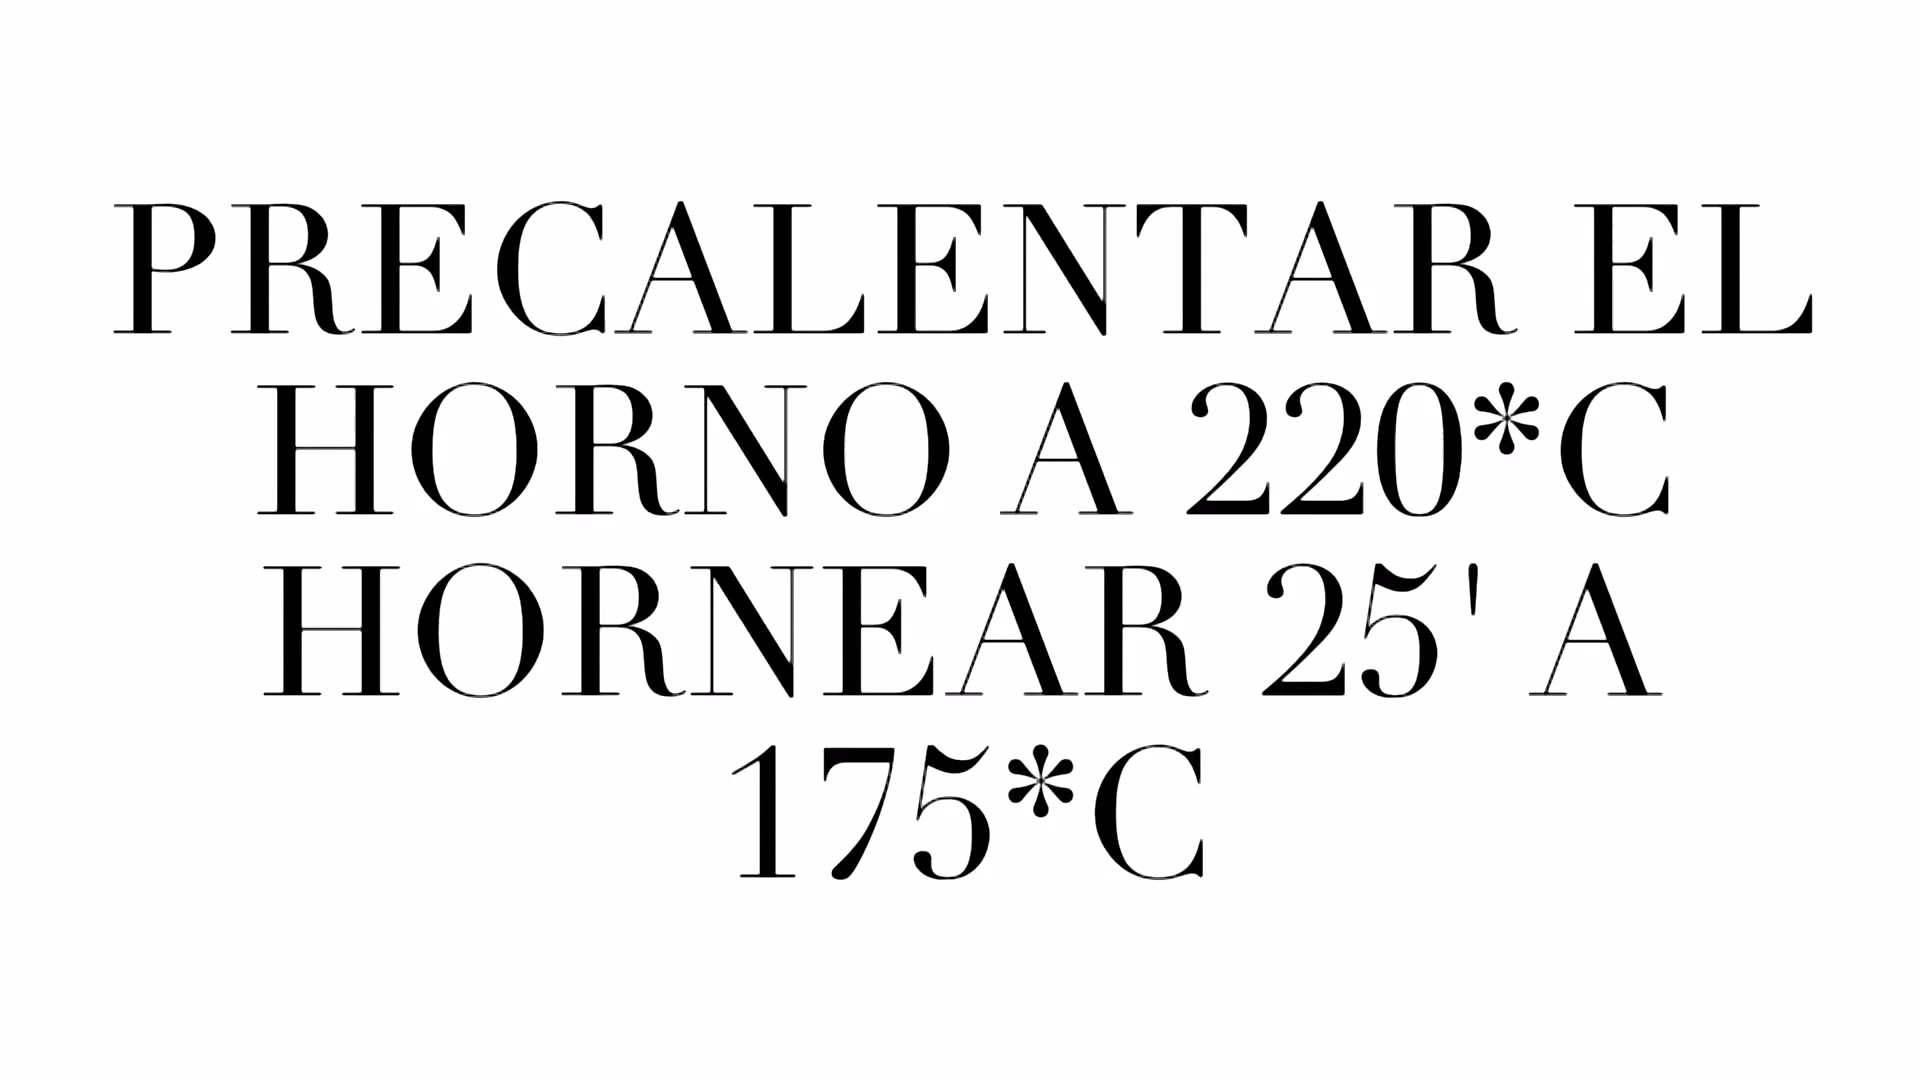 PRECALENTAR EL
HORNO A 220*C
HORNEAR 25' A
175*C